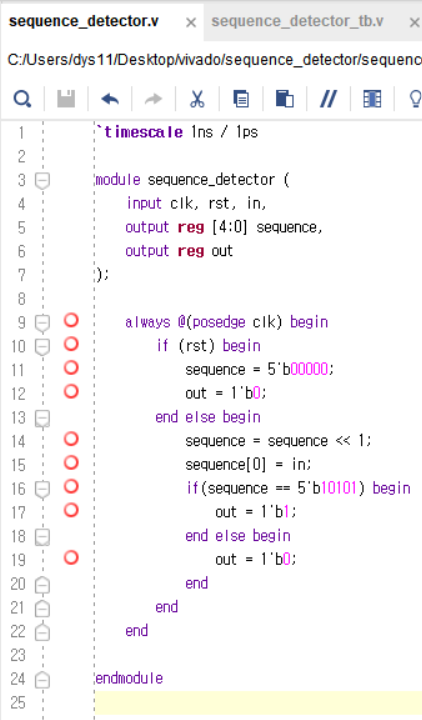 sequence_detector.v × sequence_detector_tb.v ×
C:/Users/dys11/Desktop/vivado/sequence_detector/sequenc
1 `timescale 1ns / 1ps
2
3 module sequence_detector (
4     input clk, rst, in,
5     output reg [4:0] sequence,
6     output reg out
7 );
8
9     always @(posedge clk) begin
10         if (rst) begin
11             sequence = 5'b00000;
12             out = 1'b0;
13         end else begin
14             sequence = sequence << 1;
15             sequence[0] = in;
16             if(sequence == 5'b10101) begin
17                 out = 1'b1;
18             end else begin
19                 out = 1'b0;
20             end
21         end
22     end
23
24 endmodule
25